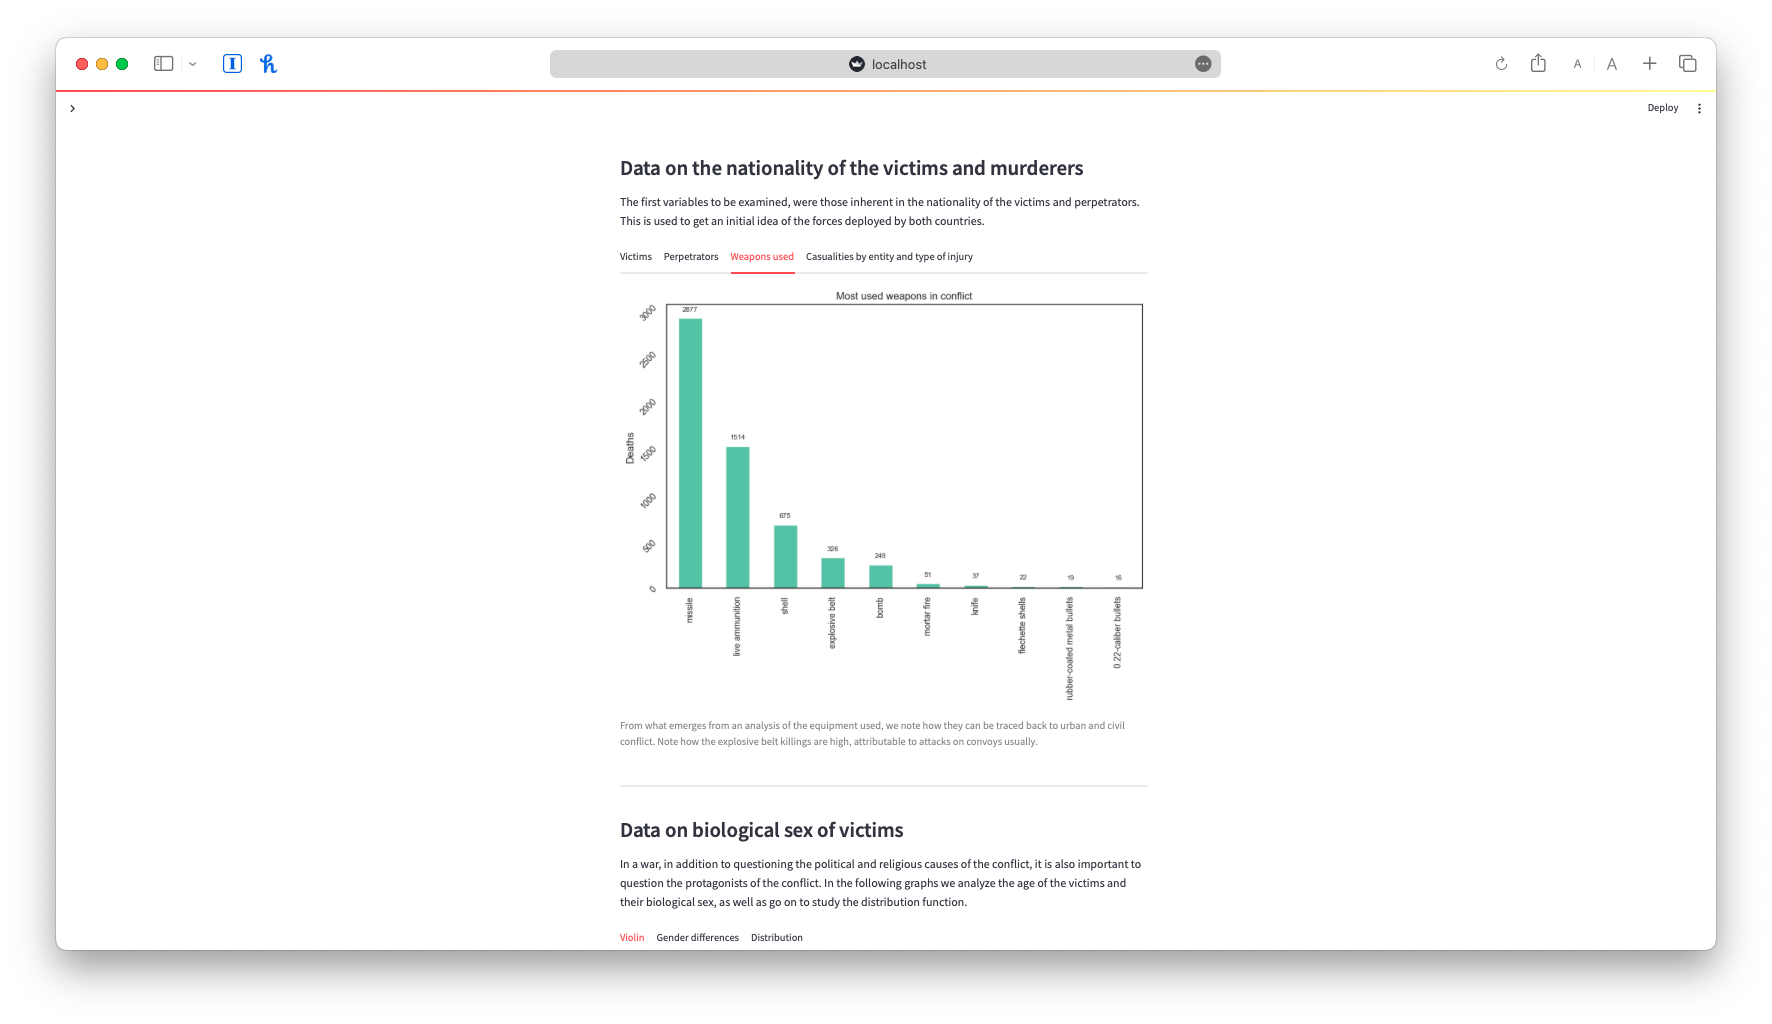 localhost
Deploy
Data on the nationality of the victims and murderers
The first variables to be examined, were those inherent in the nationality of the victims and perpetrators.
This is used to get an initial idea of the forces deployed by both countries.
Victims Perpetrators Weapons used Casualities by entity and type of injury
Most used weapons in conflict
Deaths
3000
2500
2000
1500
1000
500
0
2877
1514
675
326
249
51
37
22
19
16
missile
live ammunition
shell
explosive belt
bomb
mortar fire
knife
flechette shells
rubber-coated metal bullets
0.22-caliber bullets
From what emerges from an analysis of the equipment used, we note how they can be traced back to urban and civil
conflict. Note how the explosive belt killings are high, attributable to attacks on convoys usually.
Data on biological sex of victims
In a war, in addition to questioning the political and religious causes of the conflict, it is also important to
question the protagonists of the conflict. In the following graphs we analyze the age of the victims and
their biological sex, as well as go on to study the distribution function.
Violin Gender differences Distribution